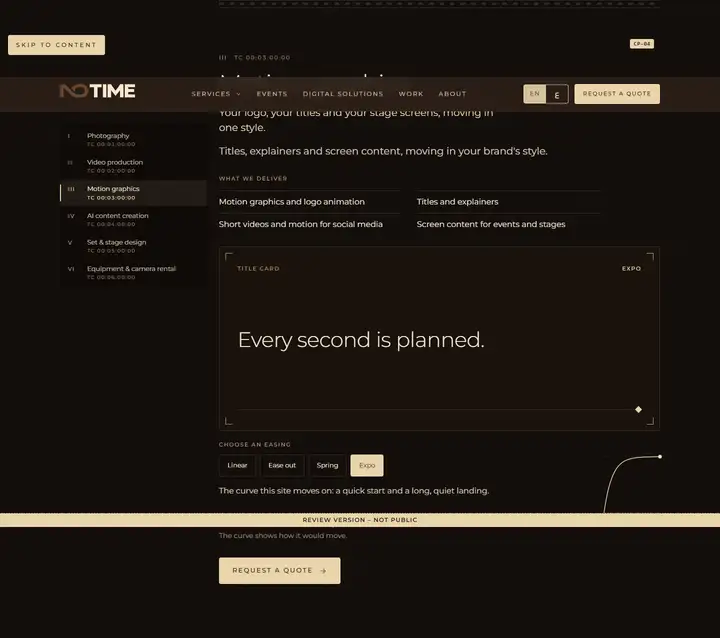 SKIP TO CONTENT
CP-04
III TC 00:03:00:00
NOTIME
SERVICES
EVENTS
DIGITAL SOLUTIONS
WORK
ABOUT
EN
REQUEST A QUOTE
Your logo, your titles and your stage screens, moving in
one style.
Titles, explainers and screen content, moving in your brand's style.
I Photography
TC 00:01:00:00
II Video production
TC 00:02:00:00
III Motion graphics
TC 00:03:00:00
IV AI content creation
TC 00:04:00:00
V Set & stage design
TC 00:05:00:00
VI Equipment & camera rental
TC 00:06:00:00
WHAT WE DELIVER
Motion graphics and logo animation
Titles and explainers
Short videos and motion for social media
Screen content for events and stages
TITLE CARD
EXPO
Every second is planned.
CHOOSE AN EASING
Linear
Ease out
Spring
Expo
The curve this site moves on: a quick start and a long, quiet landing.
REVIEW VERSION – NOT PUBLIC
The curve shows how it would move.
REQUEST A QUOTE →